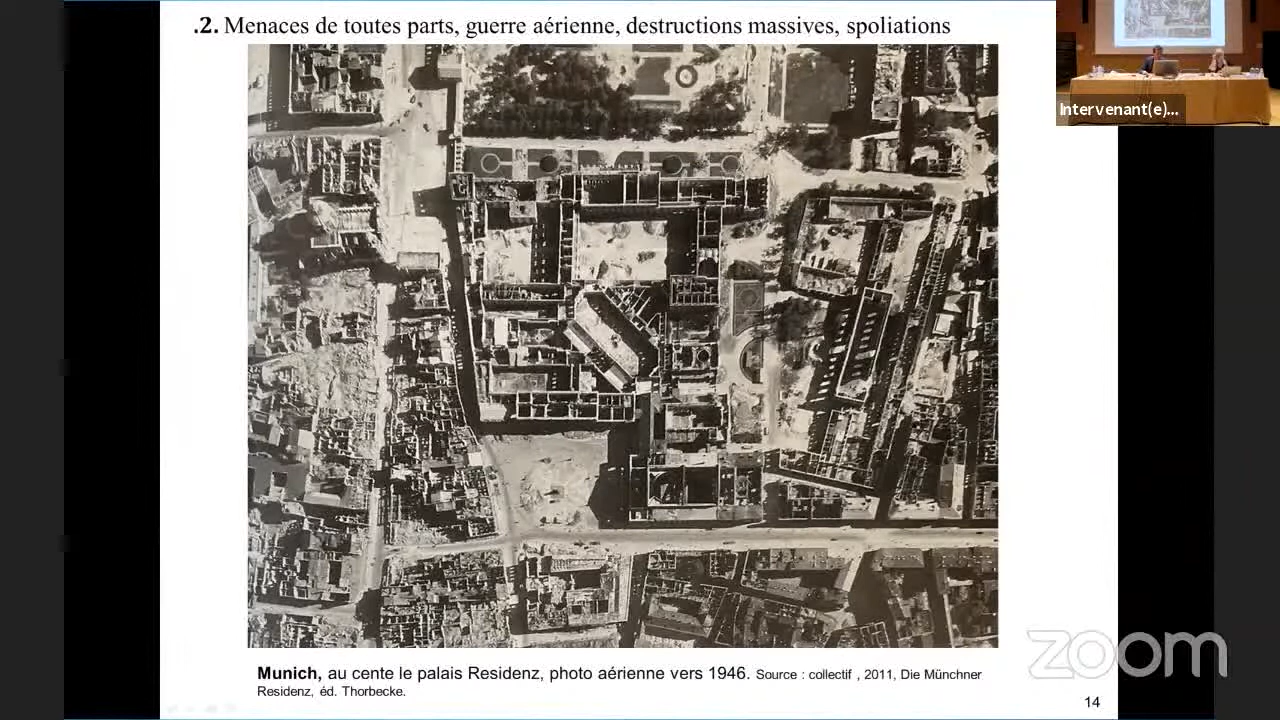 .2. Menaces de toutes parts, guerre aérienne, destructions massives, spoliations
Intervenant(e)...
zoom
Munich, au cente le palais Residenz, photo aérienne vers 1946. Source : collectif , 2011, Die Münchner
Residenz, éd. Thorbecke.
14